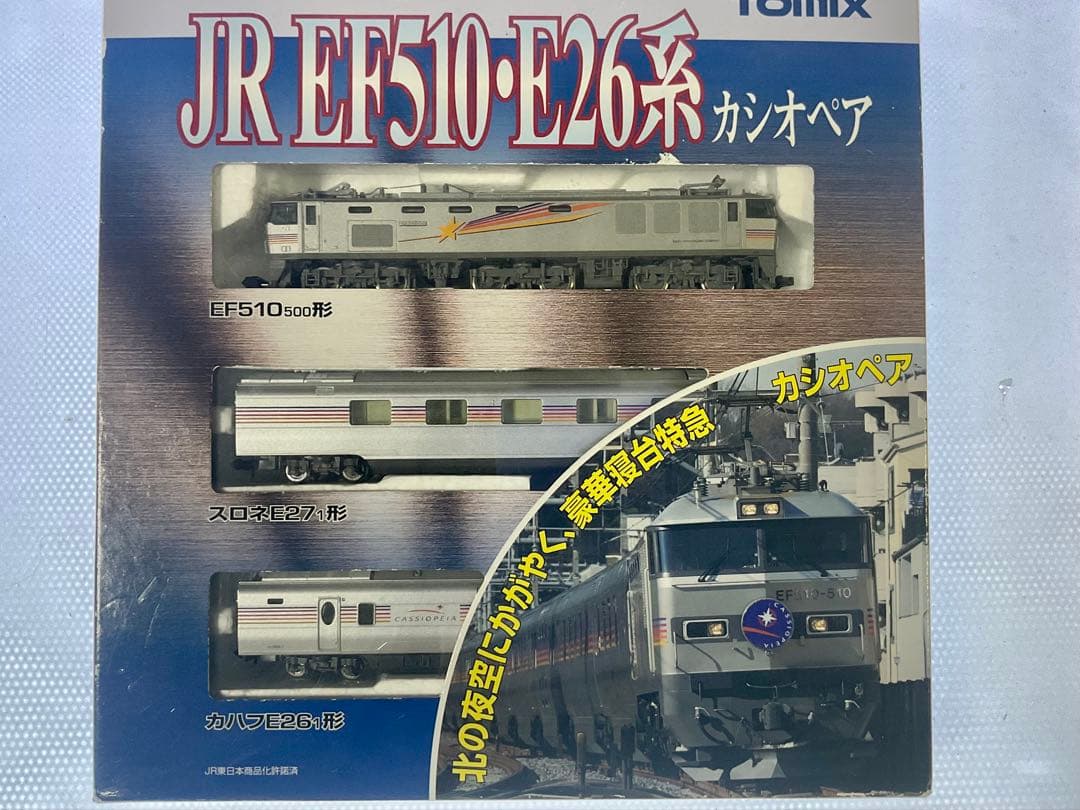 TOMIX
JR EF510・E26系 カシオペア
EF510 500形
スロネE27 1形
カシオペア
北の夜空にかがやく、豪華寝台特急
EF510-510
CASSIOPEIA
CASSIOPEIA
カハフE26 1形
JR東日本商品化許諾済